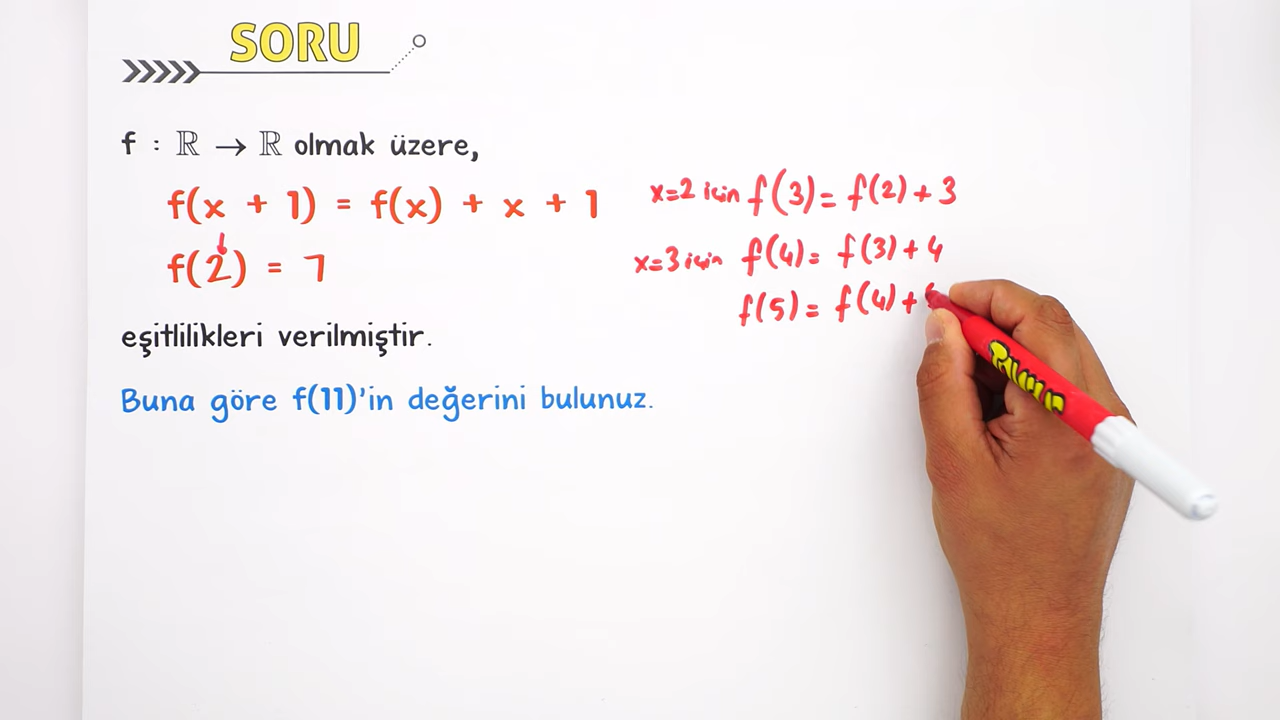 SORU
f : ℝ → ℝ olmak üzere,
f(x + 1) = f(x) + x + 1
f(2) = 7
eşitlilikleri verilmiştir.
Buna göre f(11)'in değerini bulunuz.
x=2 için f(3) = f(2) + 3
x=3 için f(4) = f(3) + 4
f(5) = f(4) +